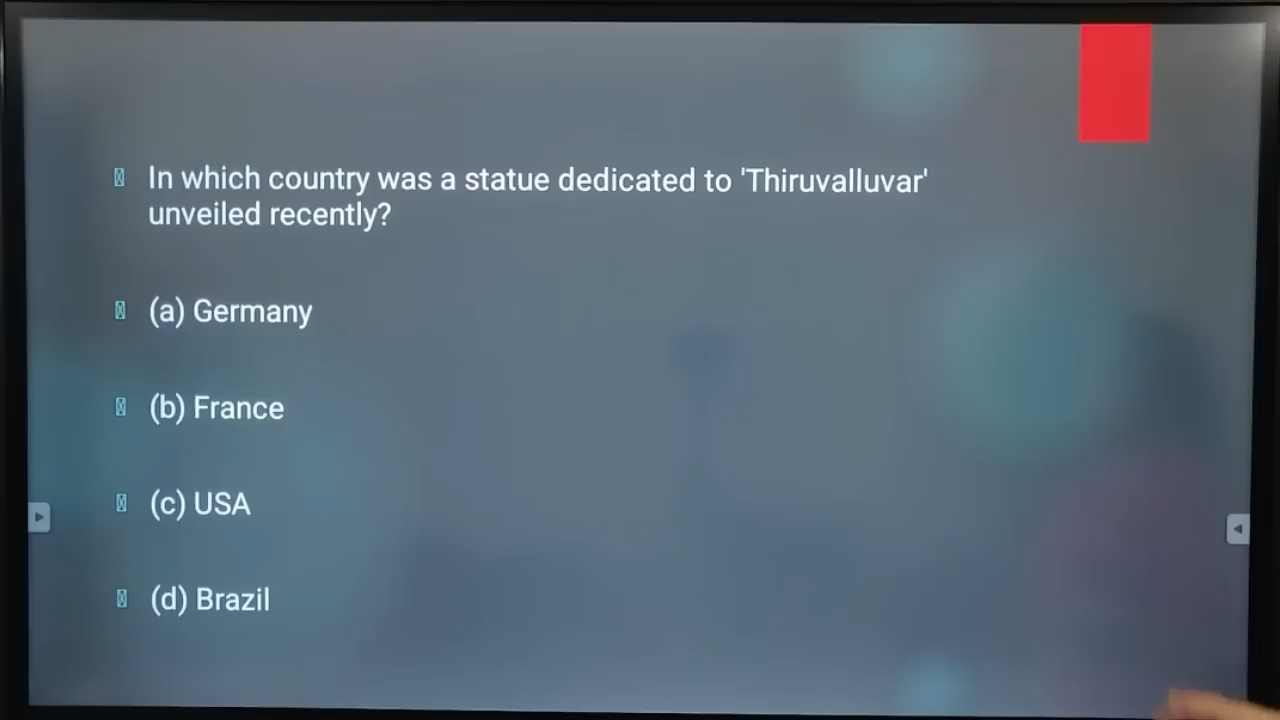 In which country was a statue dedicated to 'Thiruvalluvar'
unveiled recently?
(a) Germany
(b) France
(c) USA
(d) Brazil